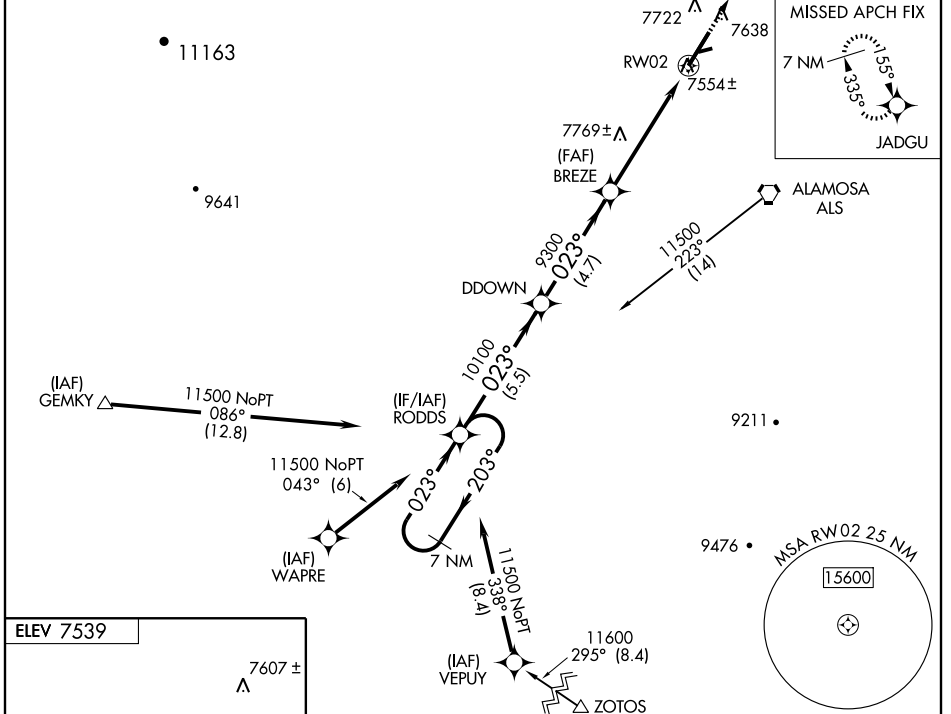 7722
7638
RW02
7554±
MISSED APCH FIX
7 NM
155°
335°
JADGU
11163
7769±
(FAF)
BREZE
9641
ALAMOSA
ALS
11500
223°
(14)
9300
023°
(4.7)
DDOWN
10100
023°
(5.5)
(IAF)
GEMKY
11500 NoPT
086°
(12.8)
(IF/IAF)
RODDS
9211
11500 NoPT
043° (6)
023°
203°
7 NM
(IAF)
WAPRE
11500 NoPT
338°
(8.4)
9476
MSA RW02 25 NM
15600
ELEV 7539
7607±
(IAF)
VEPUY
11600
295° (8.4)
ZOTOS